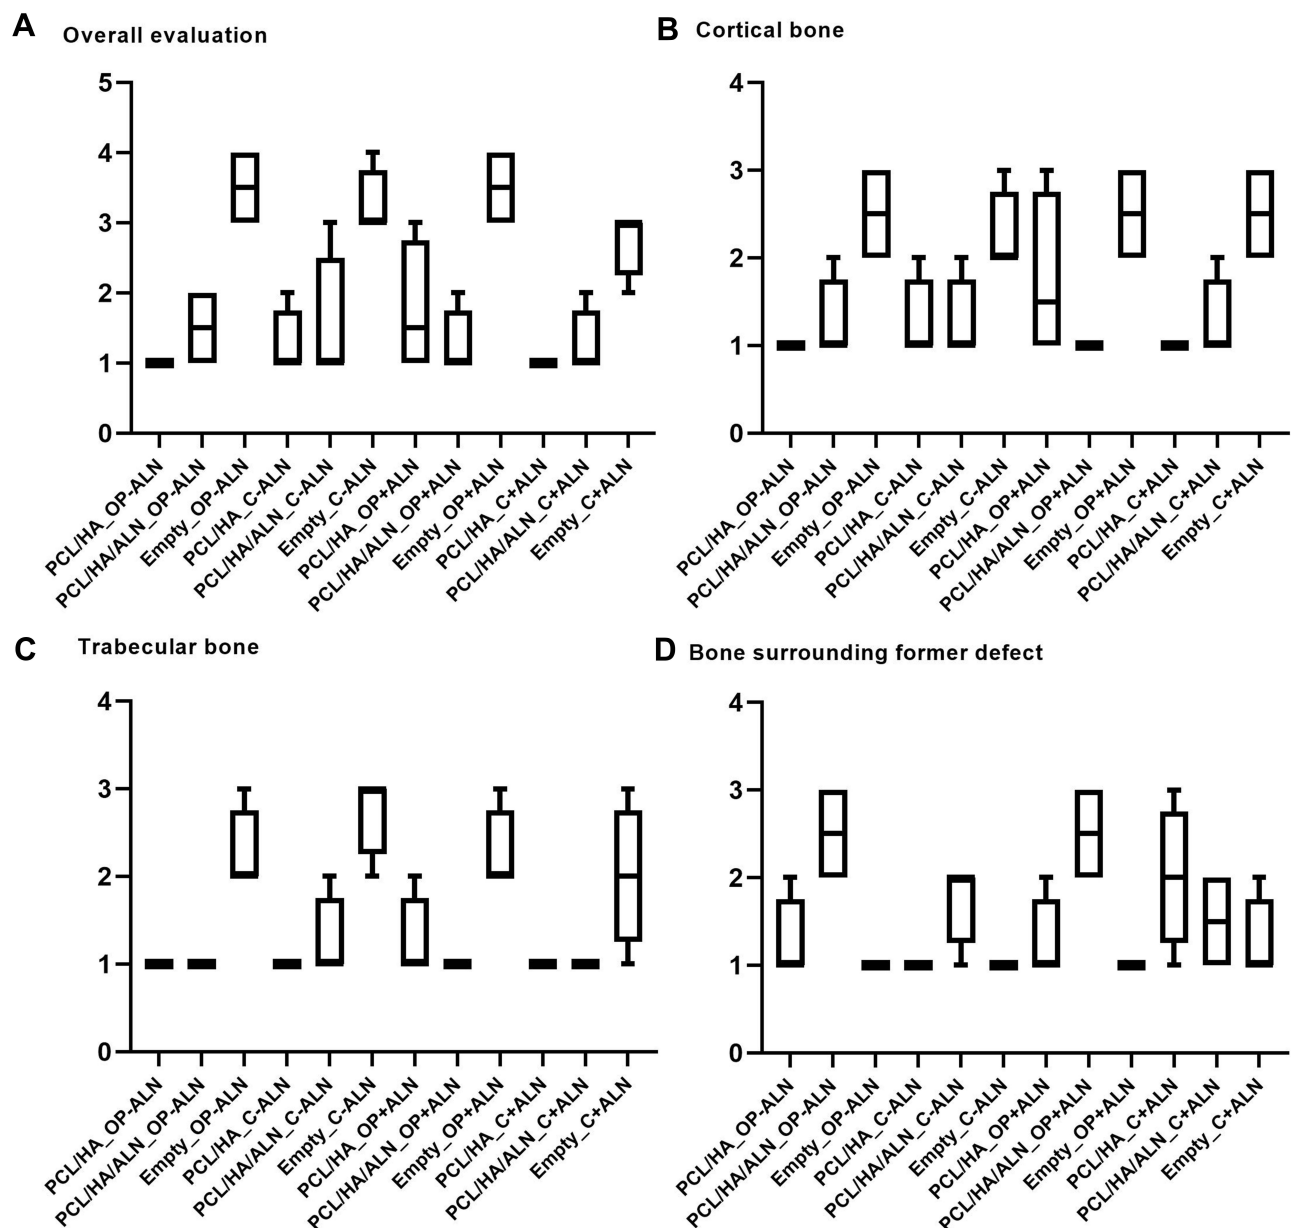 A Overall evaluation
5
4
3
2
1
0
PCL/HA_OP-ALN
PCL/HA/ALN_OP-ALN
Empty_OP-ALN
PCL/HA_C-ALN
PCL/HA/ALN_C-ALN
Empty_C-ALN
PCL/HA_OP+ALN
PCL/HA/ALN_OP+ALN
Empty_OP+ALN
PCL/HA_C+ALN
PCL/HA/ALN_C+ALN
Empty_C+ALN
B Cortical bone
4
3
2
1
0
PCL/HA_OP-ALN
PCL/HA/ALN_OP-ALN
Empty_OP-ALN
PCL/HA_C-ALN
PCL/HA/ALN_C-ALN
Empty_C-ALN
PCL/HA_OP+ALN
PCL/HA/ALN_OP+ALN
Empty_OP+ALN
PCL/HA_C+ALN
PCL/HA/ALN_C+ALN
Empty_C+ALN
C Trabecular bone
4
3
2
1
0
PCL/HA_OP-ALN
PCL/HA/ALN_OP-ALN
Empty_OP-ALN
PCL/HA_C-ALN
PCL/HA/ALN_C-ALN
Empty_C-ALN
PCL/HA_OP+ALN
PCL/HA/ALN_OP+ALN
Empty_OP+ALN
PCL/HA_C+ALN
PCL/HA/ALN_C+ALN
Empty_C+ALN
D Bone surrounding former defect
4
3
2
1
0
PCL/HA_OP-ALN
PCL/HA/ALN_OP-ALN
Empty_OP-ALN
PCL/HA_C-ALN
PCL/HA/ALN_C-ALN
Empty_C-ALN
PCL/HA_OP+ALN
PCL/HA/ALN_OP+ALN
Empty_OP+ALN
PCL/HA_C+ALN
PCL/HA/ALN_C+ALN
Empty_C+ALN